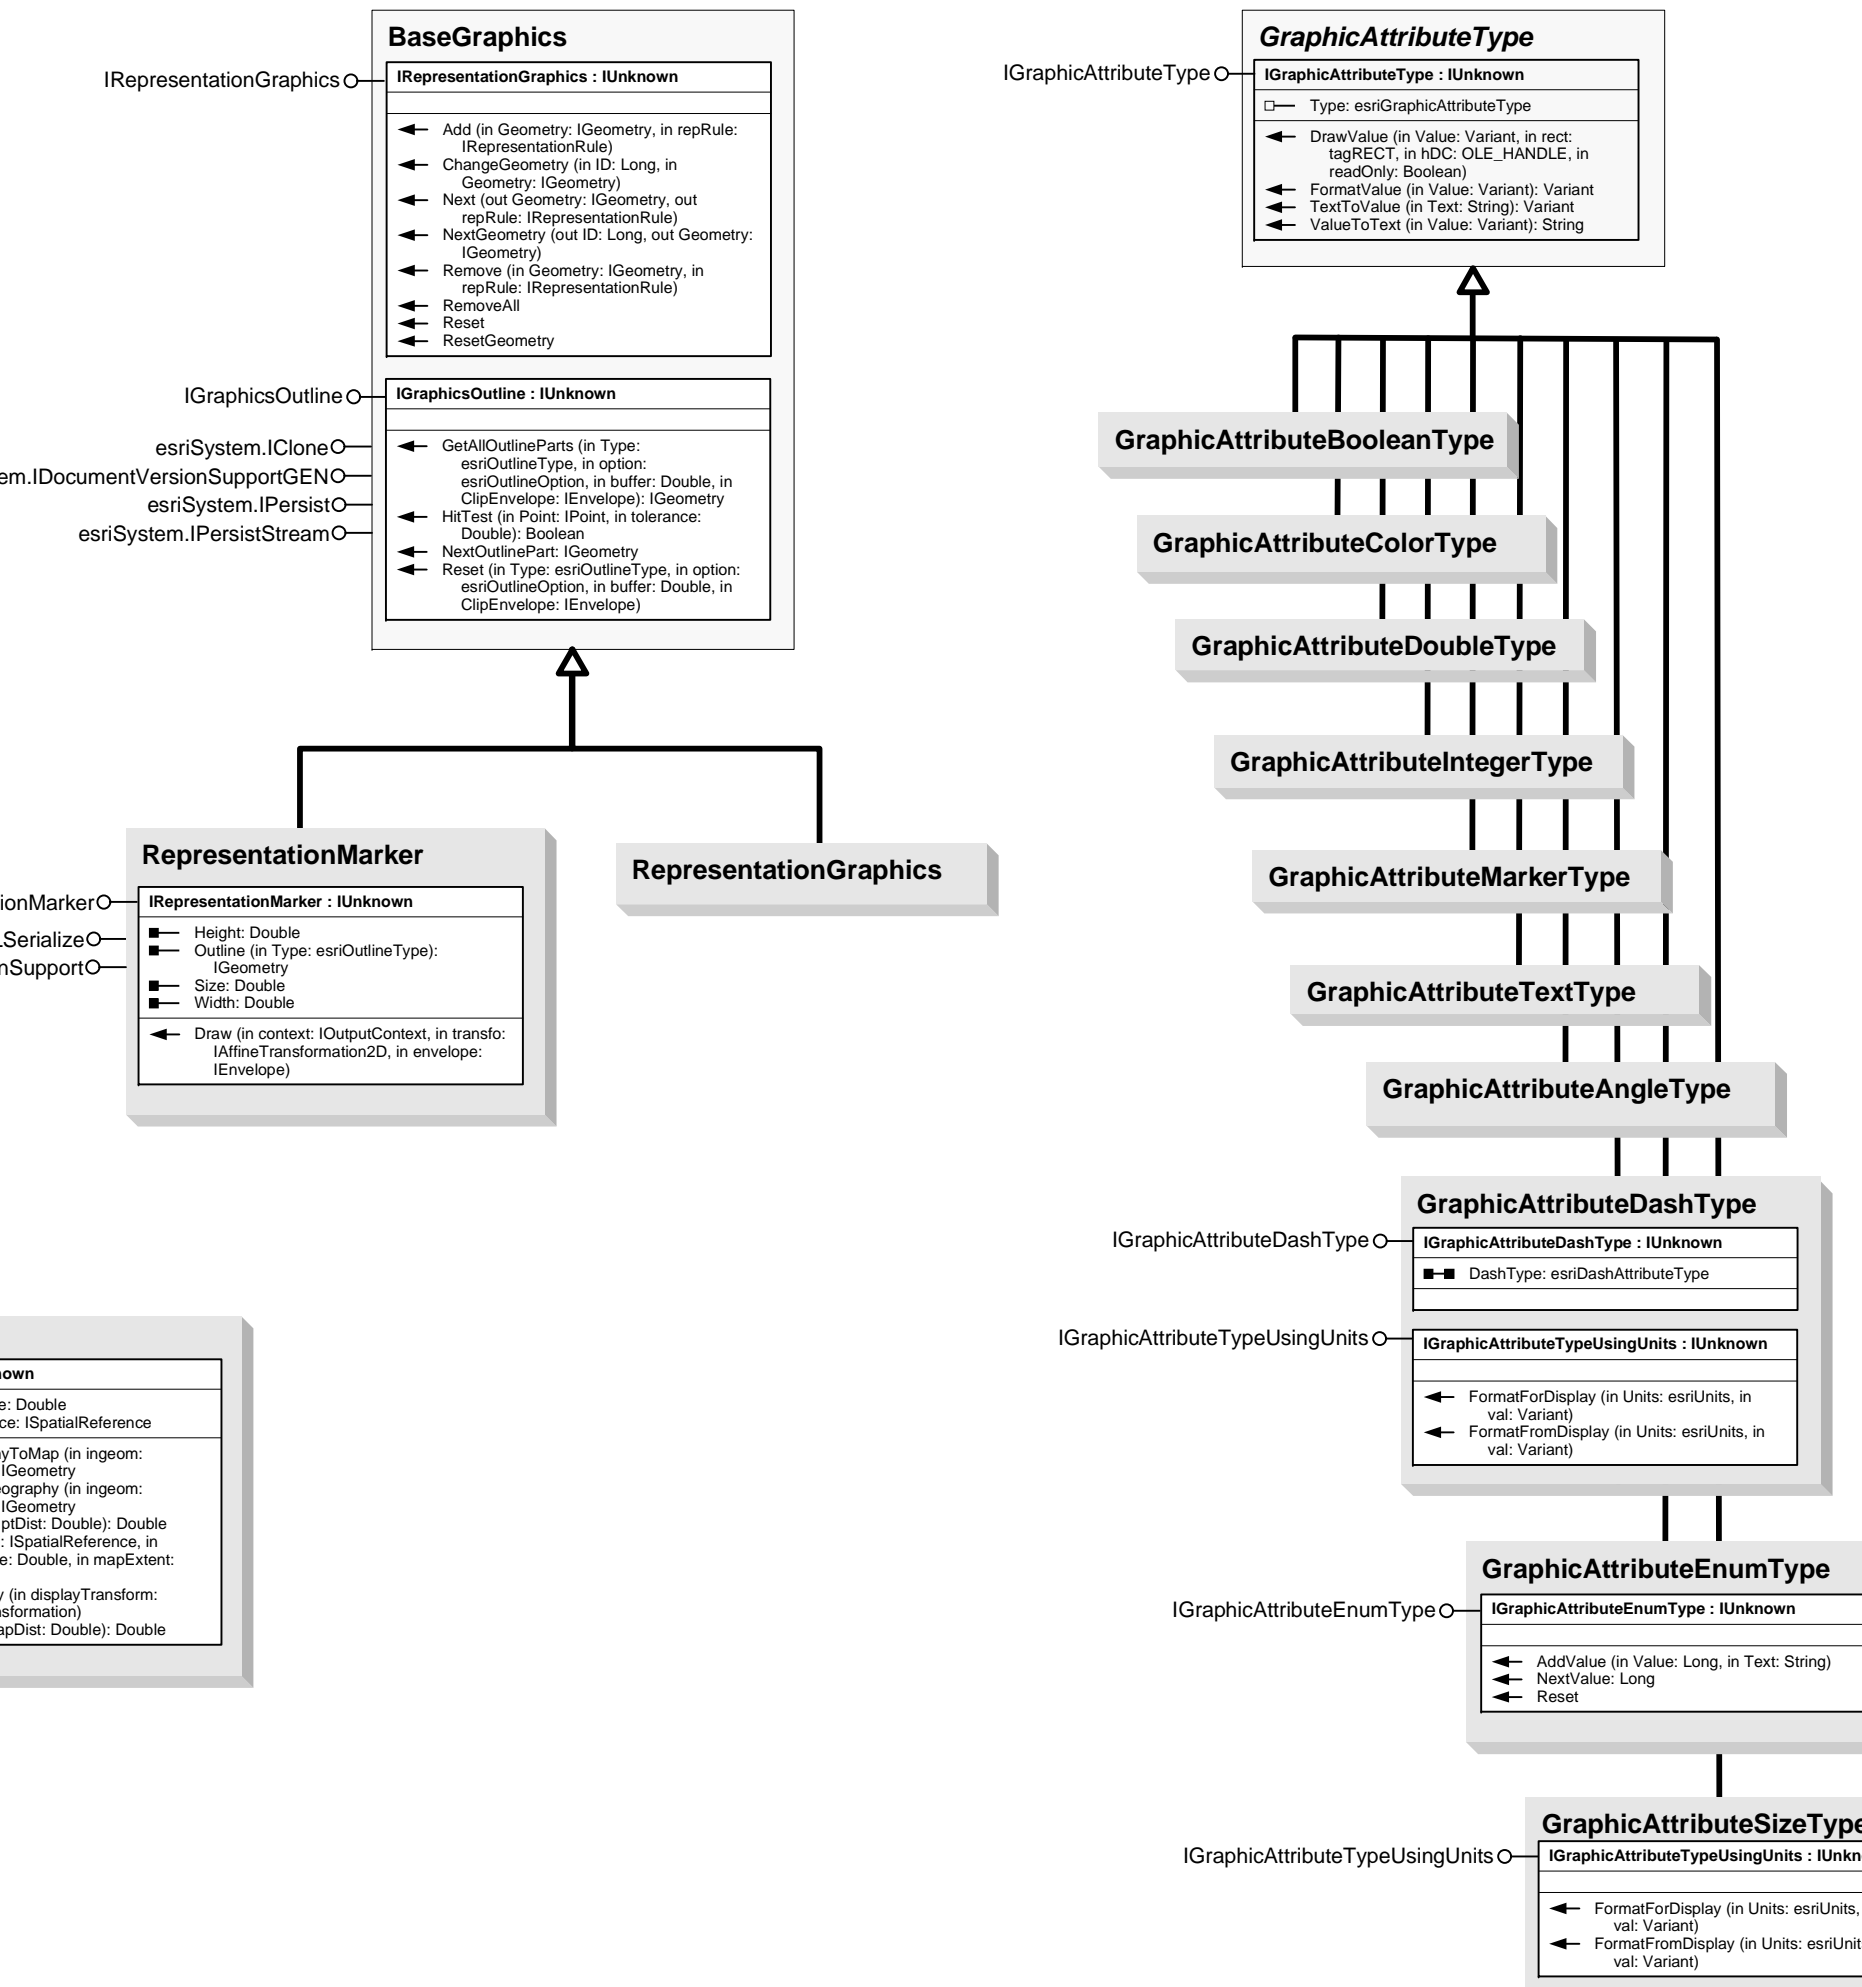 BaseGraphics
IRepresentationGraphics
IRepresentationGraphics : IUnknown
Add (in Geometry: IGeometry, in repRule:
IRepresentationRule)
ChangeGeometry (in ID: Long, in
Geometry: IGeometry)
Next (out Geometry: IGeometry, out
repRule: IRepresentationRule)
NextGeometry (out ID: Long, out Geometry:
IGeometry)
Remove (in Geometry: IGeometry, in
repRule: IRepresentationRule)
RemoveAll
Reset
ResetGeometry
IGraphicsOutline
esriSystem.IClone
em.IDocumentVersionSupportGEN
esriSystem.IPersist
esriSystem.IPersistStream
IGraphicsOutline : IUnknown
GetAllOutlineParts (in Type:
esriOutlineType, in option:
esriOutlineOption, in buffer: Double, in
ClipEnvelope: IEnvelope): IGeometry
HitTest (in Point: IPoint, in tolerance:
Double): Boolean
NextOutlinePart: IGeometry
Reset (in Type: esriOutlineType, in option:
esriOutlineOption, in buffer: Double, in
ClipEnvelope: IEnvelope)
RepresentationMarker
ionMarker
Serialize
nSupport
IRepresentationMarker : IUnknown
Height: Double
Outline (in Type: esriOutlineType):
IGeometry
Size: Double
Width: Double
Draw (in context: IOutputContext, in transfo:
IAffineTransformation2D, in envelope:
IEnvelope)
RepresentationGraphics
nown
e: Double
ce: ISpatialReference
yToMap (in ingeom:
IGeometry
ography (in ingeom:
IGeometry
ptDist: Double): Double
: ISpatialReference, in
e: Double, in mapExtent:
y (in displayTransform:
nsformation)
apDist: Double): Double
GraphicAttributeType
IGraphicAttributeType
IGraphicAttributeType : IUnknown
Type: esriGraphicAttributeType
DrawValue (in Value: Variant, in rect:
tagRECT, in hDC: OLE_HANDLE, in
readOnly: Boolean)
FormatValue (in Value: Variant): Variant
TextToValue (in Text: String): Variant
ValueToText (in Value: Variant): String
GraphicAttributeBooleanType
GraphicAttributeColorType
GraphicAttributeDoubleType
GraphicAttributeIntegerType
GraphicAttributeMarkerType
GraphicAttributeTextType
GraphicAttributeAngleType
GraphicAttributeDashType
IGraphicAttributeDashType
IGraphicAttributeDashType : IUnknown
DashType: esriDashAttributeType
IGraphicAttributeTypeUsingUnits
IGraphicAttributeTypeUsingUnits : IUnknown
FormatForDisplay (in Units: esriUnits, in
val: Variant)
FormatFromDisplay (in Units: esriUnits, in
val: Variant)
GraphicAttributeEnumType
IGraphicAttributeEnumType
IGraphicAttributeEnumType : IUnknown
AddValue (in Value: Long, in Text: String)
NextValue: Long
Reset
GraphicAttributeSizeType
IGraphicAttributeTypeUsingUnits
IGraphicAttributeTypeUsingUnits : IUnkn
FormatForDisplay (in Units: esriUnits,
val: Variant)
FormatFromDisplay (in Units: esriUnit
val: Variant)